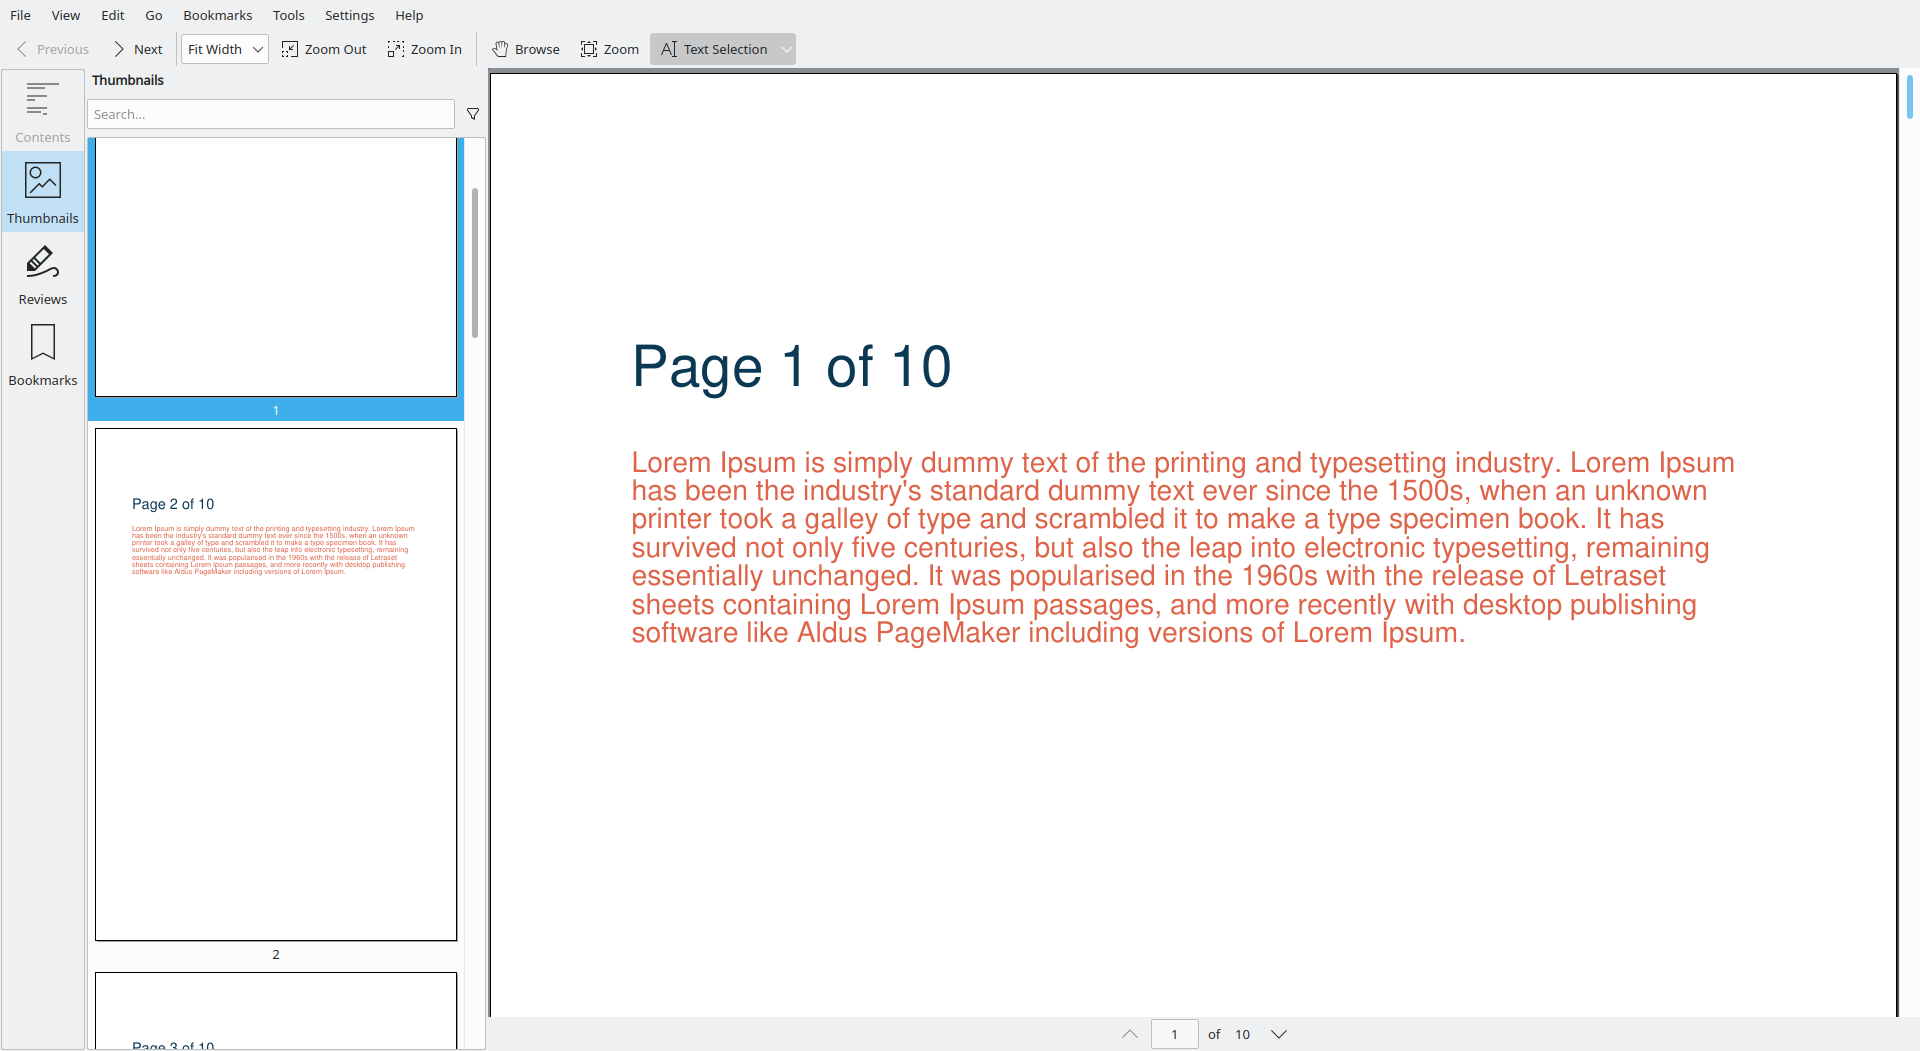 File View Edit Go Bookmarks Tools Settings Help
Previous Next Fit Width Zoom Out Zoom In Browse Zoom Text Selection
Thumbnails
Search...
Contents
Thumbnails
Reviews
Bookmarks
1
Page 2 of 10
Lorem Ipsum is simply dummy text of the printing and typesetting industry. Lorem Ipsum
has been the industry's standard dummy text ever since the 1500s, when an unknown
printer took a galley of type and scrambled it to make a type specimen book. It has
survived not only five centuries, but also the leap into electronic typesetting, remaining
essentially unchanged. It was popularised in the 1960s with the release of Letraset
sheets containing Lorem Ipsum passages, and more recently with desktop publishing
software like Aldus PageMaker including versions of Lorem Ipsum.
2
Page 3 of 10
Page 1 of 10
Lorem Ipsum is simply dummy text of the printing and typesetting industry. Lorem Ipsum
has been the industry's standard dummy text ever since the 1500s, when an unknown
printer took a galley of type and scrambled it to make a type specimen book. It has
survived not only five centuries, but also the leap into electronic typesetting, remaining
essentially unchanged. It was popularised in the 1960s with the release of Letraset
sheets containing Lorem Ipsum passages, and more recently with desktop publishing
software like Aldus PageMaker including versions of Lorem Ipsum.
1 of 10